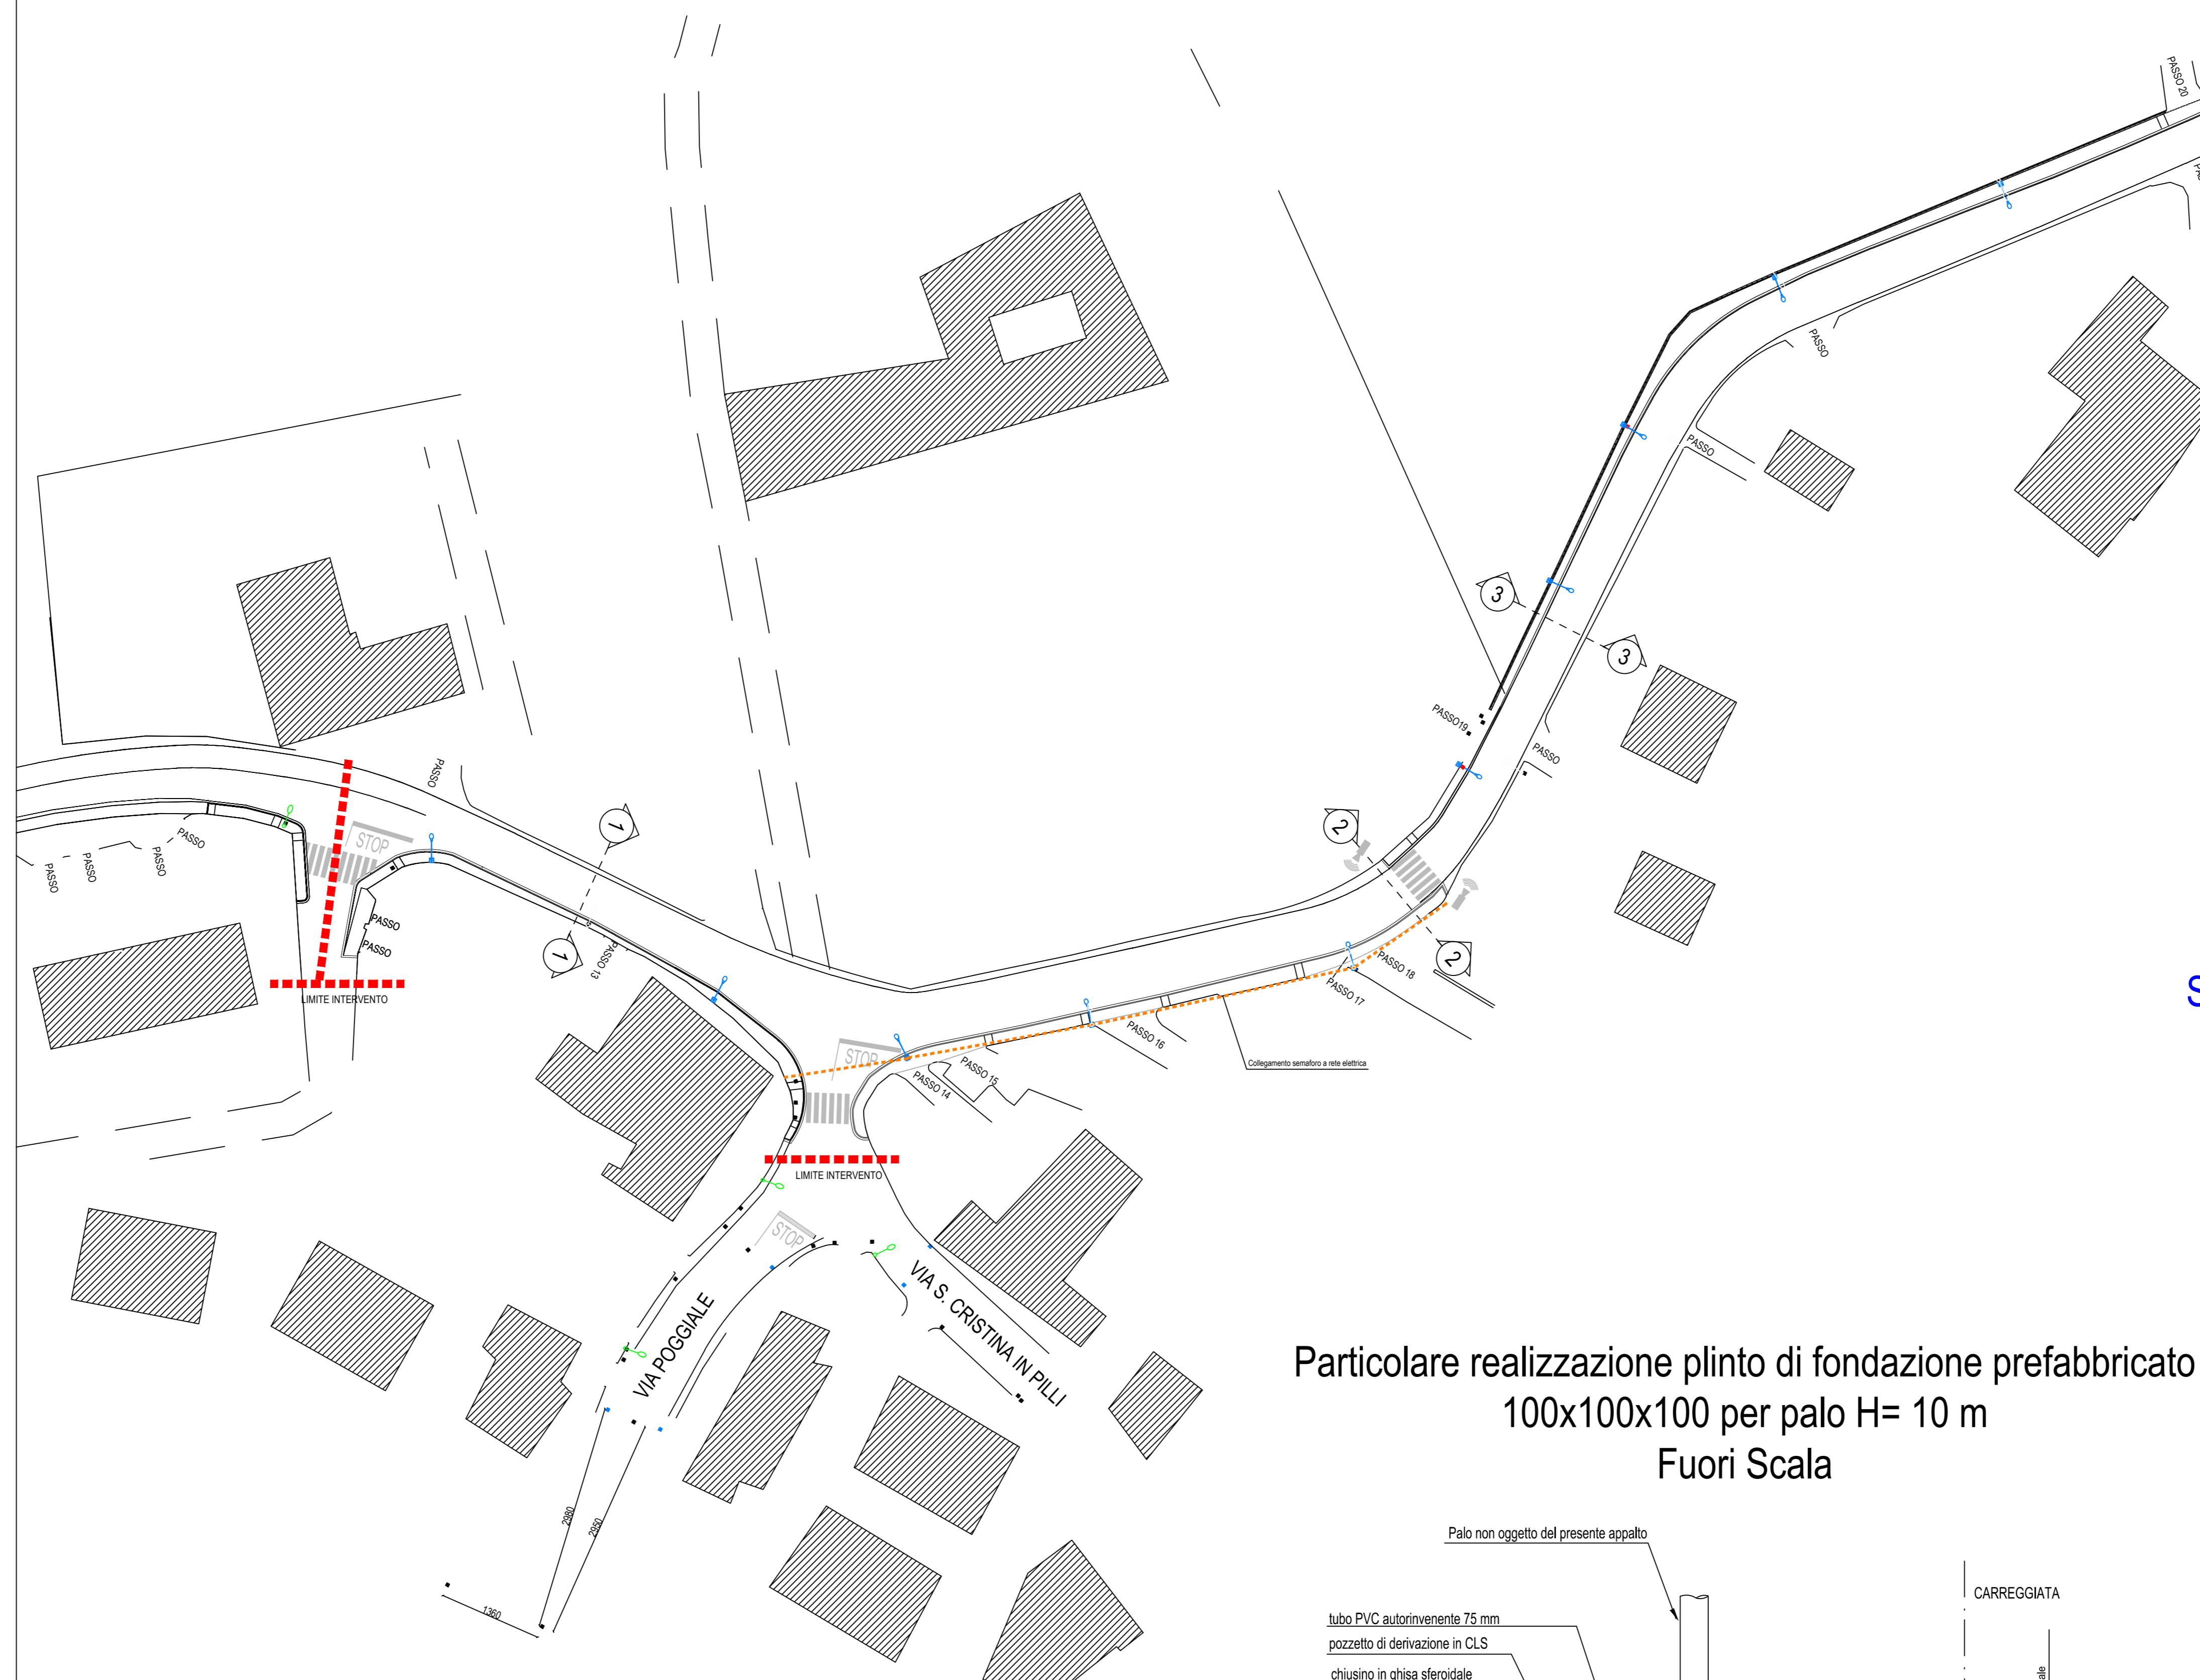 PASSO 20
PASSO
PASSO
3
3
PASSO19
PASSO
PASSO
STOP
PASSO
PASSO
PASSO
PASSO
PASSO
PASSO
LIMITE INTERVENTO
1
1
PASSO 13
2
2
PASSO 18
PASSO 17
PASSO 16
PASSO 15
PASSO 14
STOP
Collegamento semaforo a rete elettrica
LIMITE INTERVENTO
STOP
VIA POGGIALE
VIA S. CRISTINA IN PILLI
2980
2950
1360
S
Particolare realizzazione plinto di fondazione prefabbricato
100x100x100 per palo H= 10 m
Fuori Scala
Palo non oggetto del presente appalto
CARREGGIATA
tubo PVC autorinvenente 75 mm
pozzetto di derivazione in CLS
chiusino in ghisa sferoidale